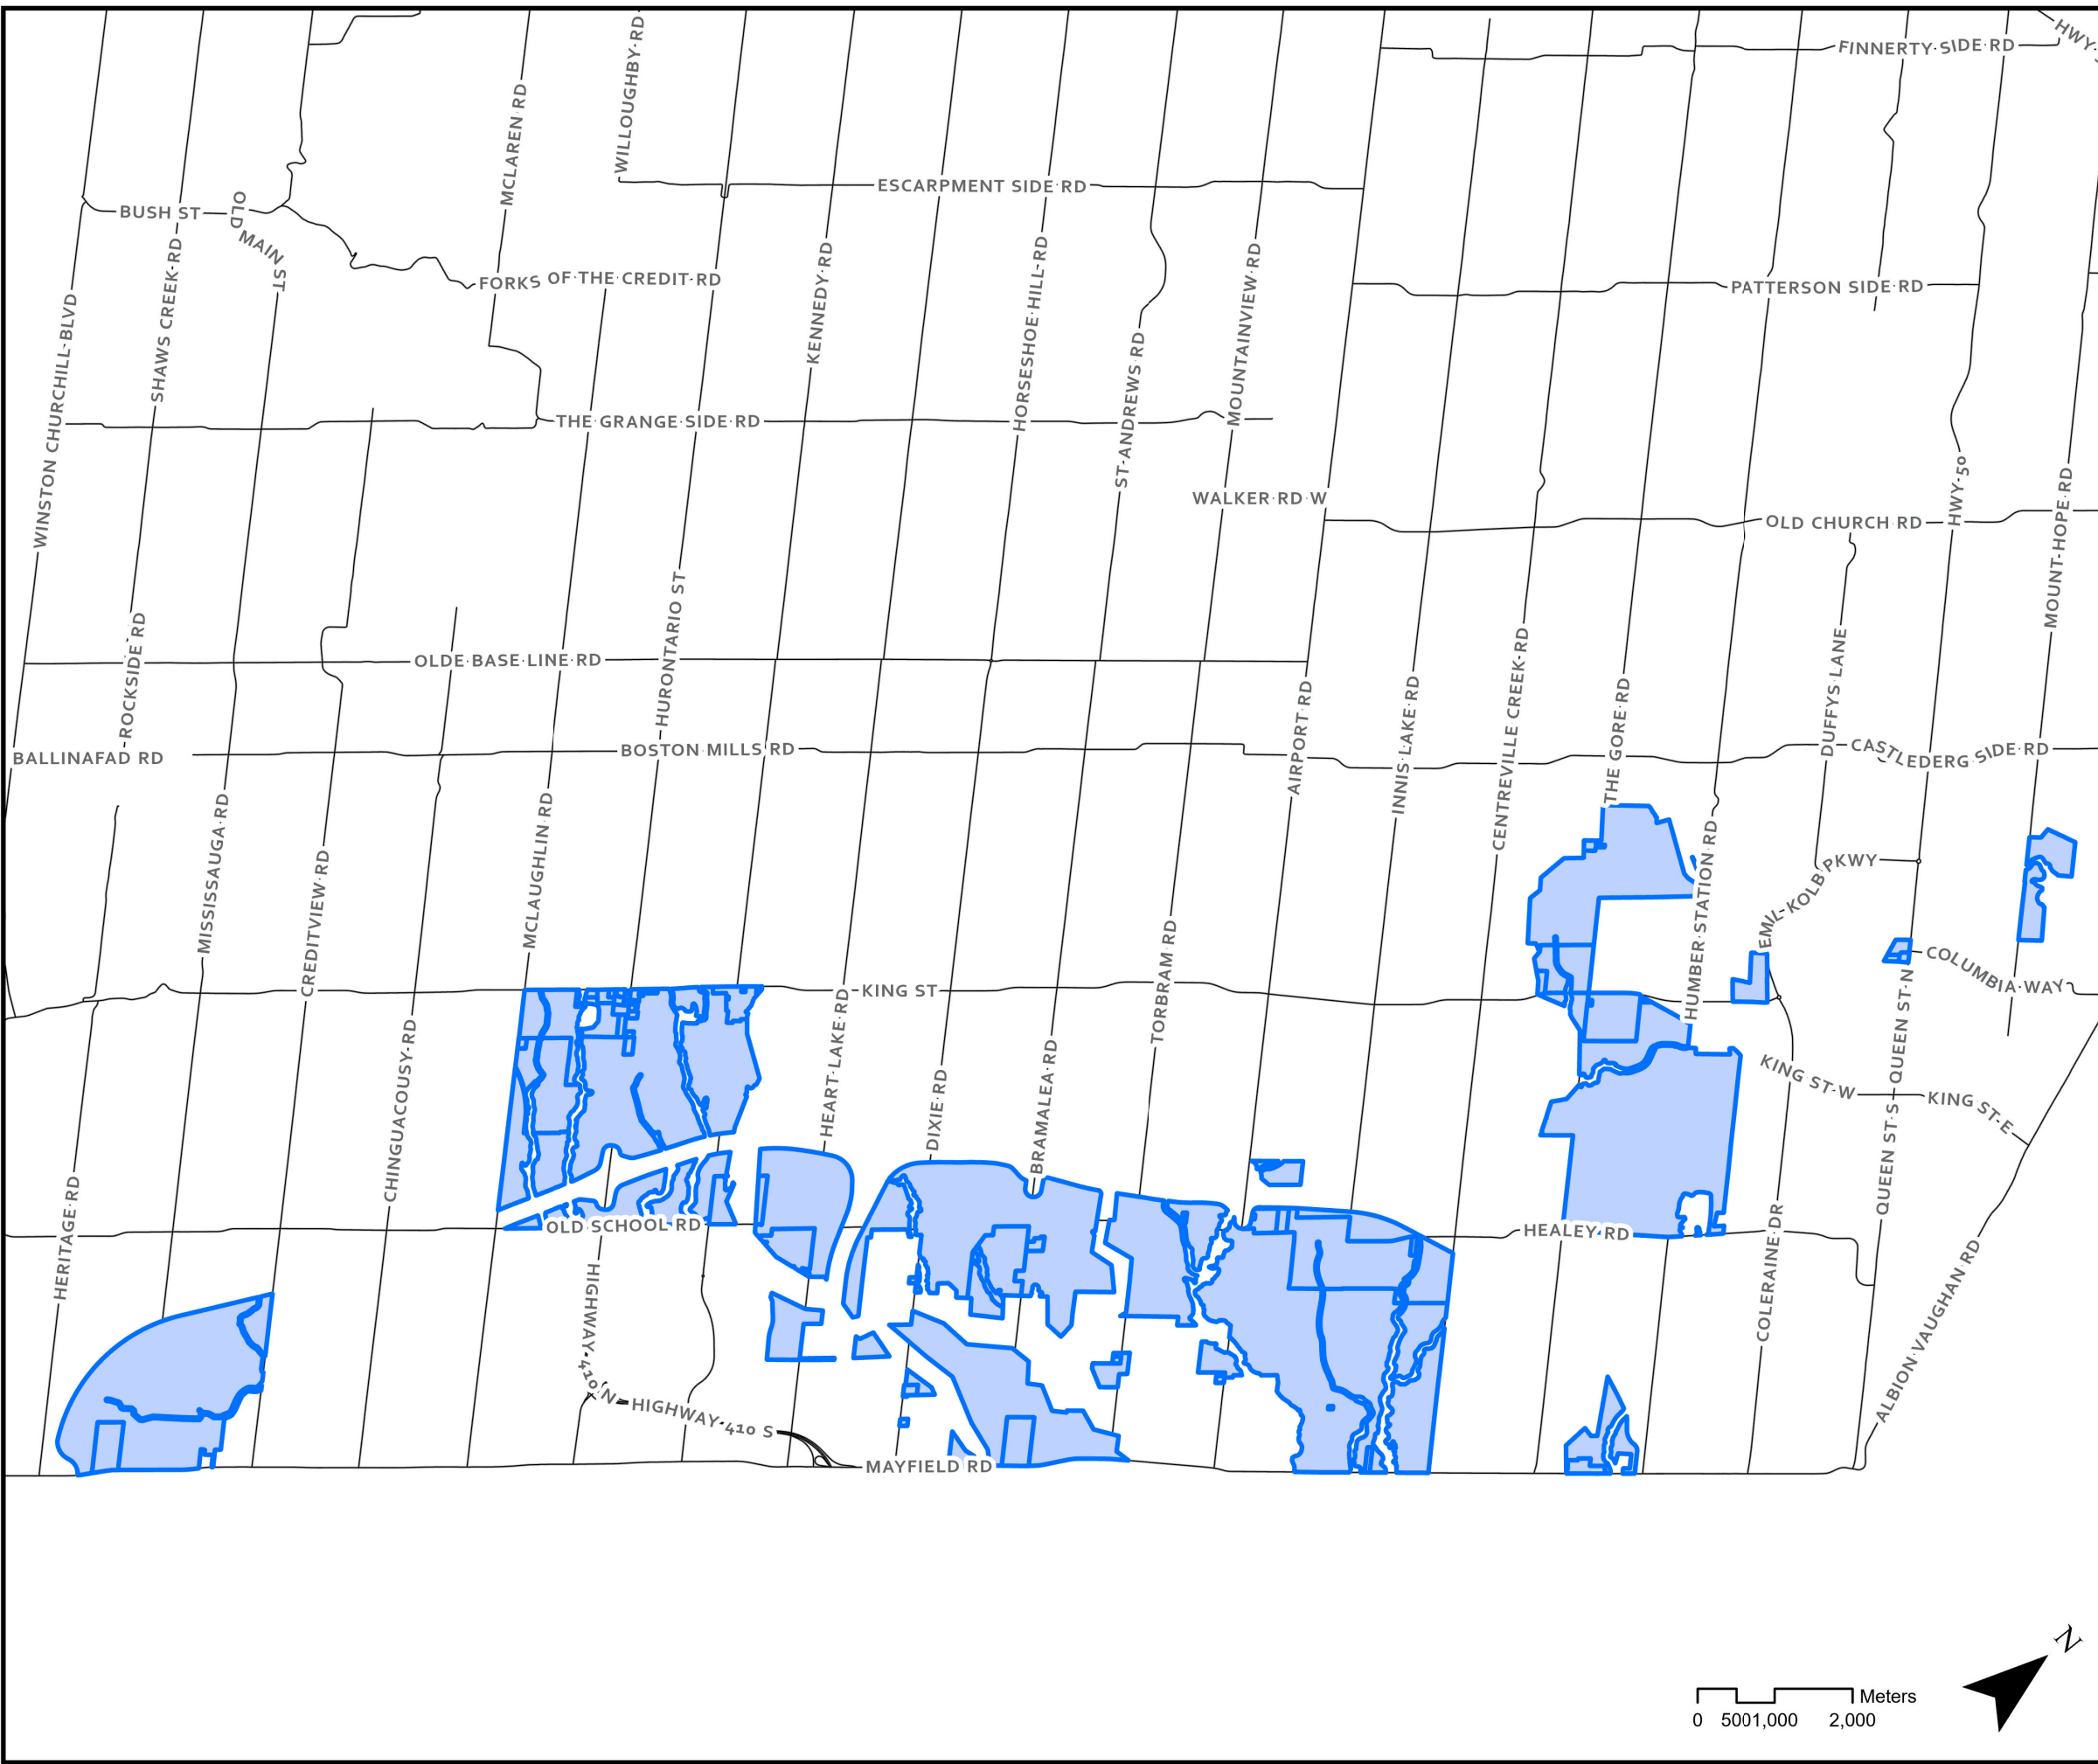 FINNERTY SIDE RD
HWY
WILLOUGHBY RD
MCLAREN RD
ESCARPMENT SIDE RD
BUSH ST
OLD MAIN ST
FORKS OF THE CREDIT RD
PATTERSON SIDE RD
WINSTON CHURCHILL BLVD
SHAWS CREEK RD
KENNEDY RD
HORSESHOE HILL RD
ST ANDREWS RD
MOUNTAINVIEW RD
THE GRANGE SIDE RD
WALKER RD W
OLD CHURCH RD
HWY 50
MOUNT HOPE RD
ROCKSIDE RD
OLDE BASE LINE RD
HURONTARIO ST
AIRPORT RD
INNIS LAKE RD
CENTREVILLE CREEK RD
THE GORE RD
DUFFYS LANE
BALLINAFAD RD
BOSTON MILLS RD
CASTLEDERG SIDE RD
MISSISSAUGA RD
CREDITVIEW RD
MCLAUGHLIN RD
HUMBER STATION RD
EMIL KOLB PKWY
COLUMBIA WAY
KING ST
CHINGUACOUSY RD
HEART LAKE RD
DIXIE RD
BRAMALEA RD
TORBRAM RD
QUEEN ST N
KING ST W
KING ST E
QUEEN ST S
HERITAGE RD
OLD SCHOOL RD
HEALEY RD
COLERAINE DR
ALBION VAUGHAN RD
HIGHWAY 410 N
HIGHWAY 410 S
MAYFIELD RD
N
Meters
0 500 1,000 2,000